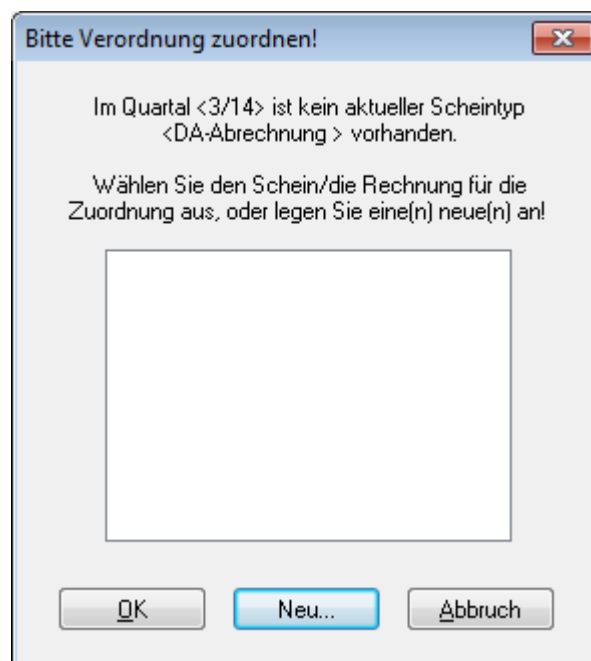 Bitte Verordnung zuordnen!
Im Quartal <3/14> ist kein aktueller Scheintyp
<DA-Abrechnung > vorhanden.
Wählen Sie den Schein/die Rechnung für die
Zuordnung aus, oder legen Sie eine(n) neue(n) an!
OK
Neu...
Abbruch